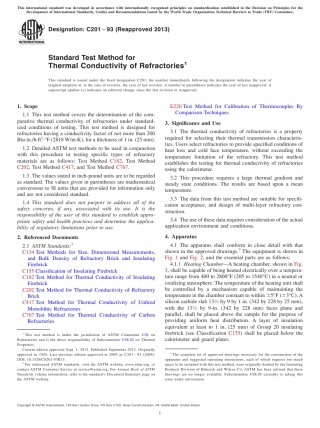 This international standard was developed in accordance with internationally recognized principles on standardization established in the Decision on Principles for the
Development of International Standards, Guides and Recommendations issued by the World Trade Organization Technical Barriers to Trade (TBT) Committee.
Designation: C201 − 93 (Reapproved 2013)
INTERNATIONAL
Standard Test Method for
Thermal Conductivity of Refractories1
This standard is issued under the fixed designation C201; the number immediately following the designation indicates the year of
original adoption or, in the case of revision, the year of last revision. A number in parentheses indicates the year of last reapproval. A
superscript epsilon (ε) indicates an editorial change since the last revision or reapproval.
1. Scope
1.1 This test method covers the determination of the com-
parative thermal conductivity of refractories under standard-
ized conditions of testing. This test method is designed for
refractories having a conductivity factor of not more than 200
Btu·in./h·ft2·°F (28.8 W/m·K), for a thickness of 1 in. (25 mm).
1.2 Detailed ASTM test methods to be used in conjunction
with this procedure in testing specific types of refractory
materials are as follows: Test Method C182, Test Method
C202, Test Method C417, and Test Method C767.
1.3 The values stated in inch-pound units are to be regarded
as standard. The values given in parentheses are mathematical
conversions to SI units that are provided for information only
and are not considered standard.
1.4 This standard does not purport to address all of the
safety concerns, if any, associated with its use. It is the
responsibility of the user of this standard to establish appro-
priate safety and health practices and determine the applica-
bility of regulatory limitations prior to use.
2. Referenced Documents
2.1 ASTM Standards:2
C134 Test Methods for Size, Dimensional Measurements,
and Bulk Density of Refractory Brick and Insulating
Firebrick
C155 Classification of Insulating Firebrick
C182 Test Method for Thermal Conductivity of Insulating
Firebrick
C202 Test Method for Thermal Conductivity of Refractory
Brick
C417 Test Method for Thermal Conductivity of Unfired
Monolithic Refractories
C767 Test Method for Thermal Conductivity of Carbon
Refractories
1 This test method is under the jurisdiction of ASTM Committee C08 on
Refractories and is the direct responsibility of Subcommittee C08.02 on Thermal
Properties.
Current edition approved Sept. 1, 2013. Published September 2013. Originally
approved in 1945. Last previous edition approved in 2009 as C201 – 93 (2009).
DOI: 10.1520/C0201-93R13.
2 For referenced ASTM standards, visit the ASTM website, www.astm.org, or
contact ASTM Customer Service at service@astm.org. For Annual Book of ASTM
Standards volume information, refer to the standard's Document Summary page on
the ASTM website.
E220 Test Method for Calibration of Thermocouples By
Comparison Techniques
3. Significance and Use
3.1 The thermal conductivity of refractories is a property
required for selecting their thermal transmission characteris-
tics. Users select refractories to provide specified conditions of
heat loss and cold face temperature, without exceeding the
temperature limitation of the refractory. This test method
establishes the testing for thermal conductivity of refractories
using the calorimeter.
3.2 This procedure requires a large thermal gradient and
steady state conditions. The results are based upon a mean
temperature.
3.3 The data from this test method are suitable for specifi-
cation acceptance, and design of multi-layer refractory con-
struction.
3.4 The use of these data requires consideration of the actual
application environment and conditions.
4. Apparatus
4.1 The apparatus shall conform in close detail with that
shown in the approved drawings.3 The equipment is shown in
Fig. 1 and Fig. 2, and the essential parts are as follows:
4.1.1 Heating Chamber—A heating chamber, shown in Fig.
3, shall be capable of being heated electrically over a tempera-
ture range from 400 to 2800°F (205 to 1540°C) in a neutral or
oxidizing atmosphere. The temperature of the heating unit shall
be controlled by a mechanism capable of maintaining the
temperature in the chamber constant to within ±5°F (±3°C). A
silicon carbide slab 13½ by 9 by 1 in. (342 by 228 by 25 mm),
with the 13½ by 9-in. (342 by 228 mm) faces plane and
parallel, shall be placed above the sample for the purpose of
providing uniform heat distribution. A layer of insulation
equivalent at least to 1 in. (25 mm) of Group 20 insulating
firebrick (see Classification C155) shall be placed below the
calorimeter and guard plates.
3 The complete set of approved drawings necessary for the construction of the
apparatus and suggested operating instructions, each of which requires too much
space to be included with this test method, were originally drafted by the Insulating
Products Division of Babcock and Wilcox Co. ASTM has been advised that these
drawings are no longer available. Subcommittee C08.02 currently is taking this
issue under advisement.
Copyright © ASTM International, 100 Barr Harbor Drive, PO Box C700, West Conshohocken, PA 19428-2959. United States
1